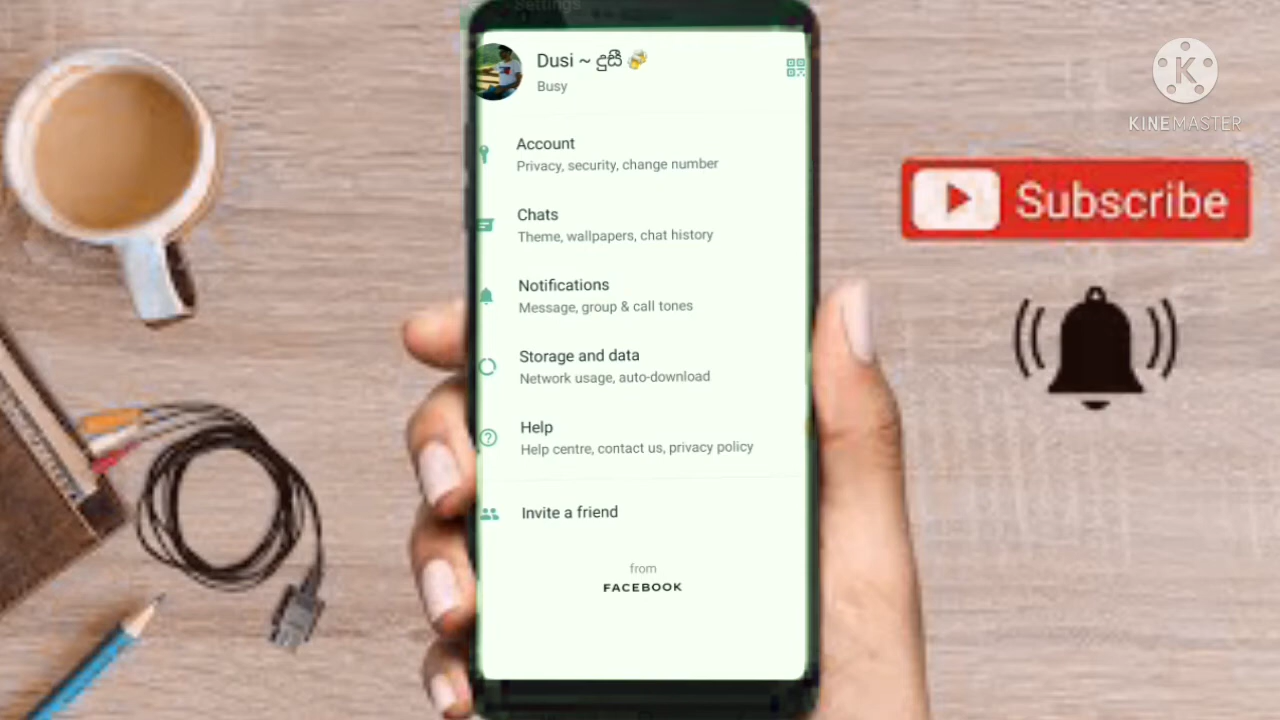 Settings
Dusi ~ දුසී
Busy
Account
Privacy, security, change number
Chats
Theme, wallpapers, chat history
Notifications
Message, group & call tones
Storage and data
Network usage, auto-download
Help
Help centre, contact us, privacy policy
Invite a friend
from
FACEBOOK
K
KINEMASTER
Subscribe